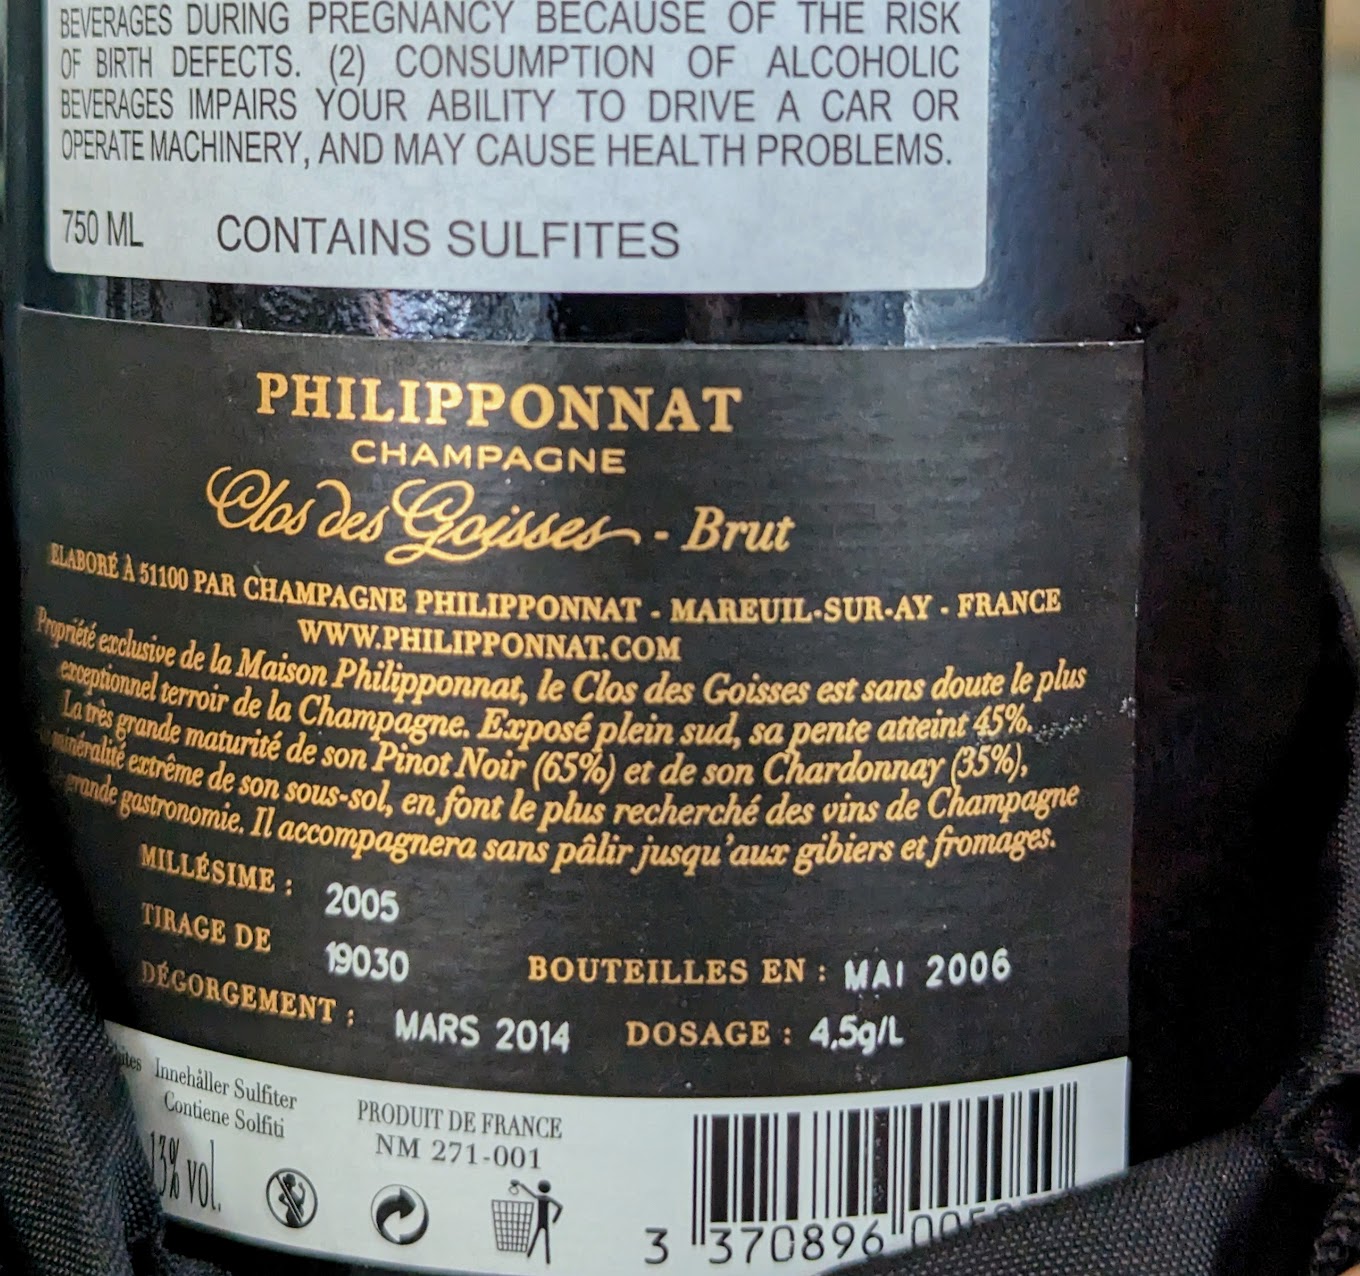 BEVERAGES DURING PREGNANCY BECAUSE OF THE RISK
OF BIRTH DEFECTS. (2) CONSUMPTION OF ALCOHOLIC
BEVERAGES IMPAIRS YOUR ABILITY TO DRIVE A CAR OR
OPERATE MACHINERY, AND MAY CAUSE HEALTH PROBLEMS.
750 ML CONTAINS SULFITES
PHILIPPONNAT
CHAMPAGNE
Clos des Goisses - Brut
ELABORÉ À 51100 PAR CHAMPAGNE PHILIPPONNAT - MAREUIL-SUR-AY - FRANCE
WWW.PHILIPPONNAT.COM
Propriété exclusive de la Maison Philipponnat, le Clos des Goisses est sans doute le plus
exceptionnel terroir de la Champagne. Exposé plein sud, sa pente atteint 45%.
La très grande maturité de son Pinot Noir (65%) et de son Chardonnay (35%),
minéralité extrême de son sous-sol, en font le plus recherché des vins de Champagne
grande gastronomie. Il accompagnera sans pâlir jusqu'aux gibiers et fromages.
MILLÉSIME : 2005
TIRAGE DE 19030 BOUTEILLES EN : MAI 2006
DÉGORGEMENT : MARS 2014 DOSAGE : 4,5g/L
Innehåller Sulfiter
Contiene Solfiti
13% vol.
PRODUIT DE FRANCE
NM 271-001
3 370896 005